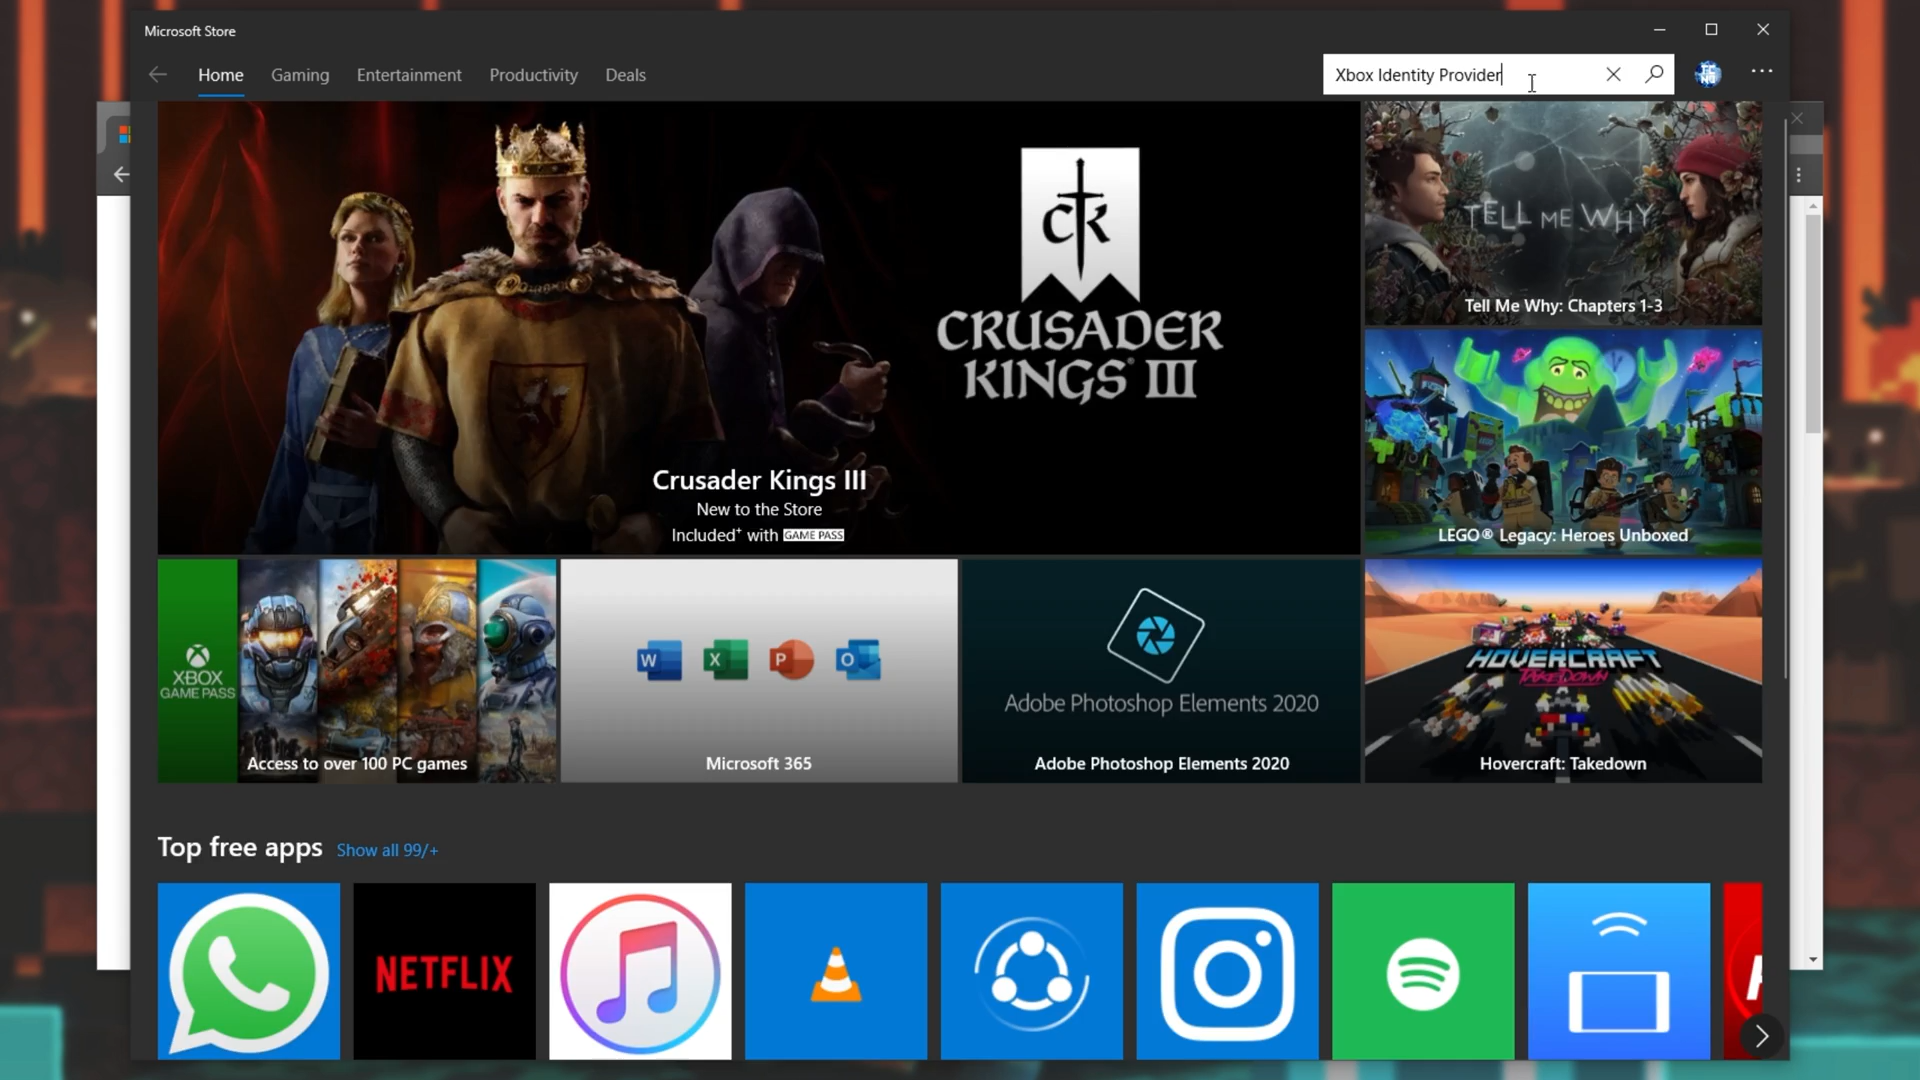 Microsoft Store
Home Gaming Entertainment Productivity Deals
Xbox Identity Provider
CK
CRUSADER
KINGS III
Crusader Kings III
New to the Store
Included⁺ with GAME PASS
TELL ME WHY
Tell Me Why: Chapters 1-3
LEGO® Legacy: Heroes Unboxed
XBOX
GAME PASS
Access to over 100 PC games
W X P O
Microsoft 365
Adobe Photoshop Elements 2020
Adobe Photoshop Elements 2020
HOVERCRAFT
TAKEDOWN
Hovercraft: Takedown
Top free apps Show all 99/+
NETFLIX